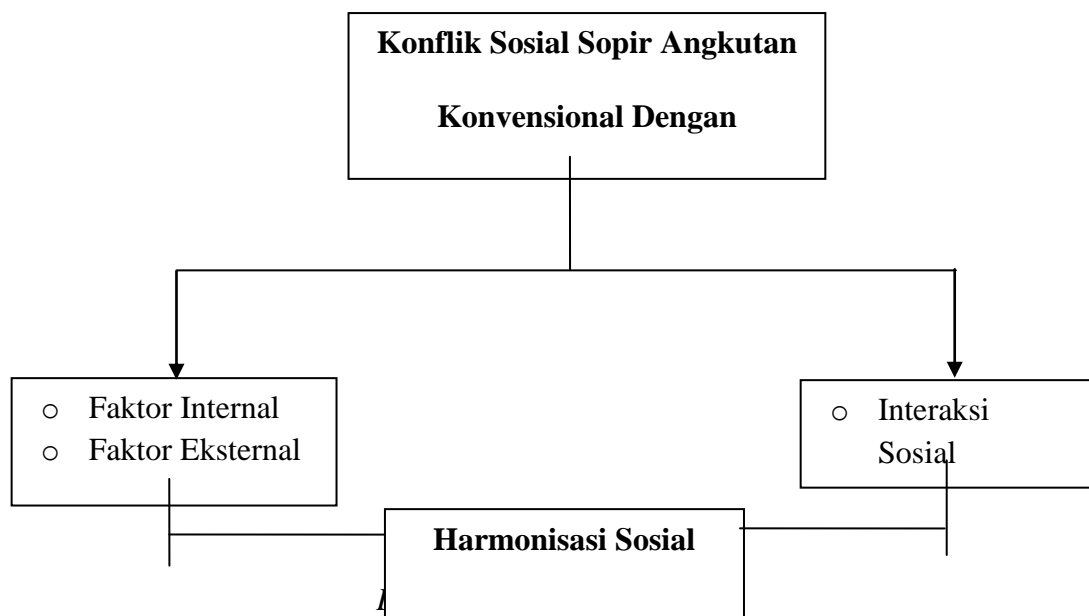 Konflik Sosial Sopir Angkutan
Konvensional Dengan
o Faktor Internal
o Faktor Eksternal
o Interaksi
Sosial
Harmonisasi Sosial